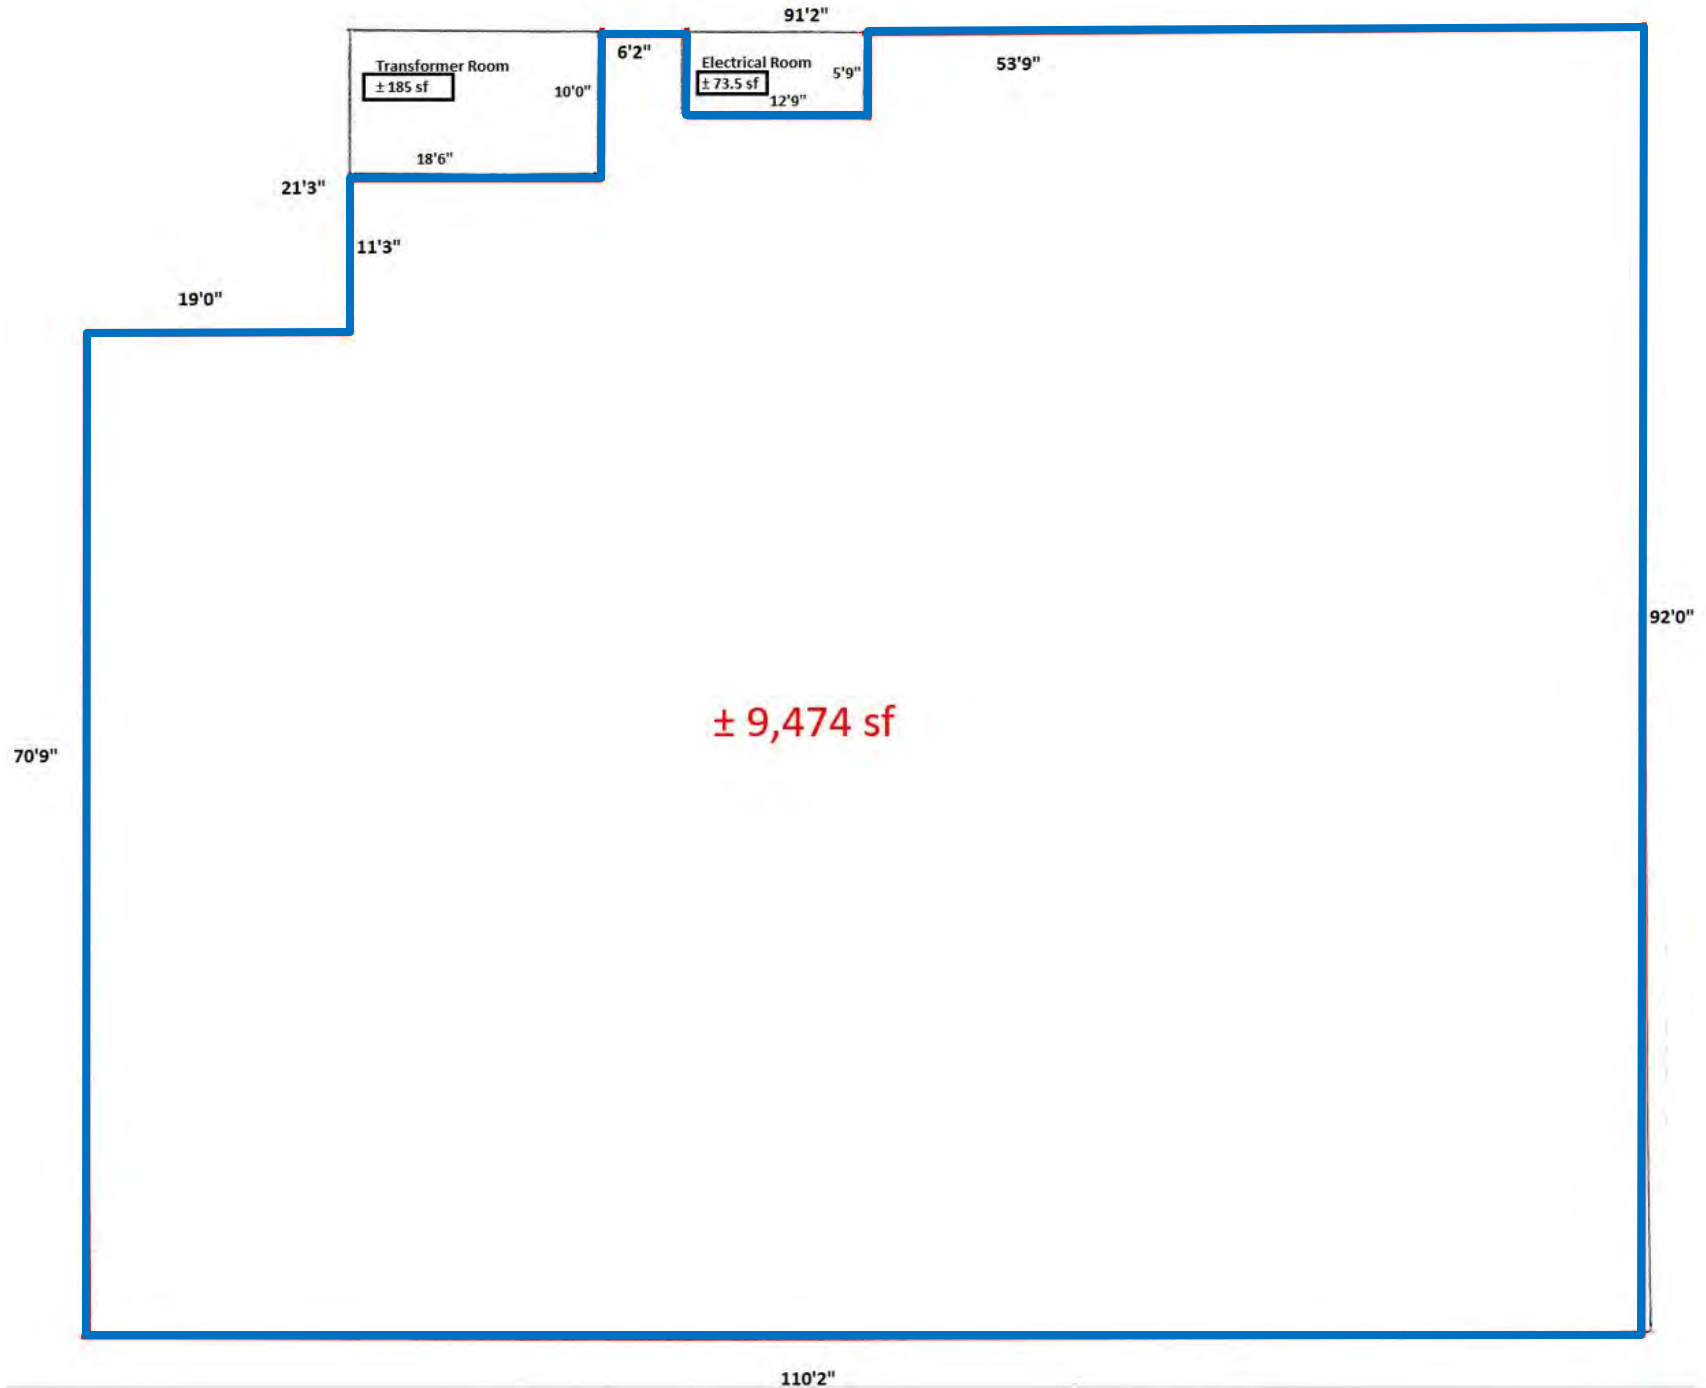 91'2"
6'2"
53'9"
Transformer Room
± 185 sf
10'0"
18'6"
Electrical Room
± 73.5 sf
5'9"
12'9"
21'3"
11'3"
19'0"
92'0"
± 9,474 sf
70'9"
110'2"